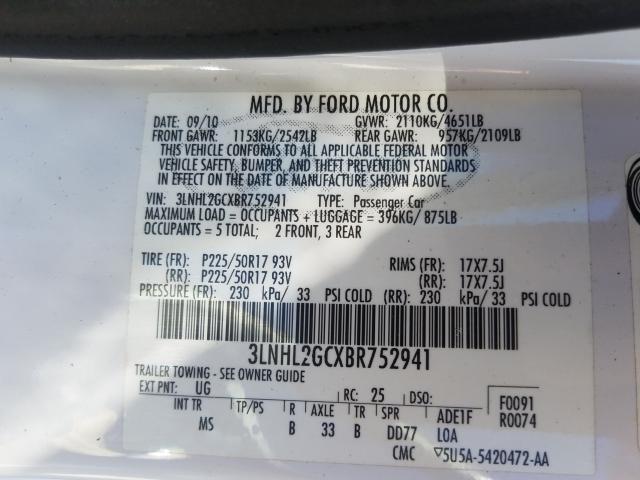 MFD. BY FORD MOTOR CO.
DATE: 09/10 GVWR: 2110KG/4651LB
FRONT GAWR: 1153KG/2542LB REAR GAWR: 957KG/2109LB
THIS VEHICLE CONFORMS TO ALL APPLICABLE FEDERAL MOTOR
VEHICLE SAFETY, BUMPER, AND THEFT PREVENTION STANDARDS
IN EFFECT ON THE DATE OF MANUFACTURE SHOWN ABOVE.
VIN: 3LNHL2GCXBR752941 TYPE: Passenger Car
MAXIMUM LOAD = OCCUPANTS + LUGGAGE = 396KG/ 875LB
OCCUPANTS = 5 TOTAL; 2 FRONT, 3 REAR
TIRE (FR): P225/50R17 93V RIMS (FR): 17X7.5J
(RR): P225/50R17 93V (RR): 17X7.5J
PRESSURE (FR): 230 kPa/ 33 PSI COLD (RR): 230 kPa/ 33 PSI COLD
3LNHL2GCXBR752941
TRAILER TOWING - SEE OWNER GUIDE
EXT PNT: UG RC: 25 DSO: F0091
INT TR TP/PS R AXLE TR SPR ADE1F R0074
MS B 33 B DD77 LOA
CMC ▽5U5A-5420472-AA